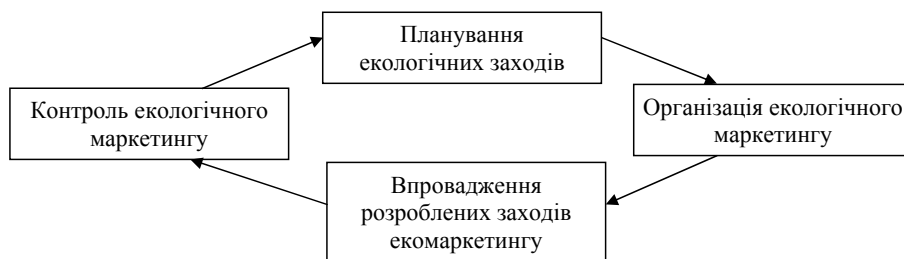 Планування
екологічних заходів
Контроль екологічного
маркетингу
Організація екологічного
маркетингу
Впровадження
розроблених заходів
екомаркетингу